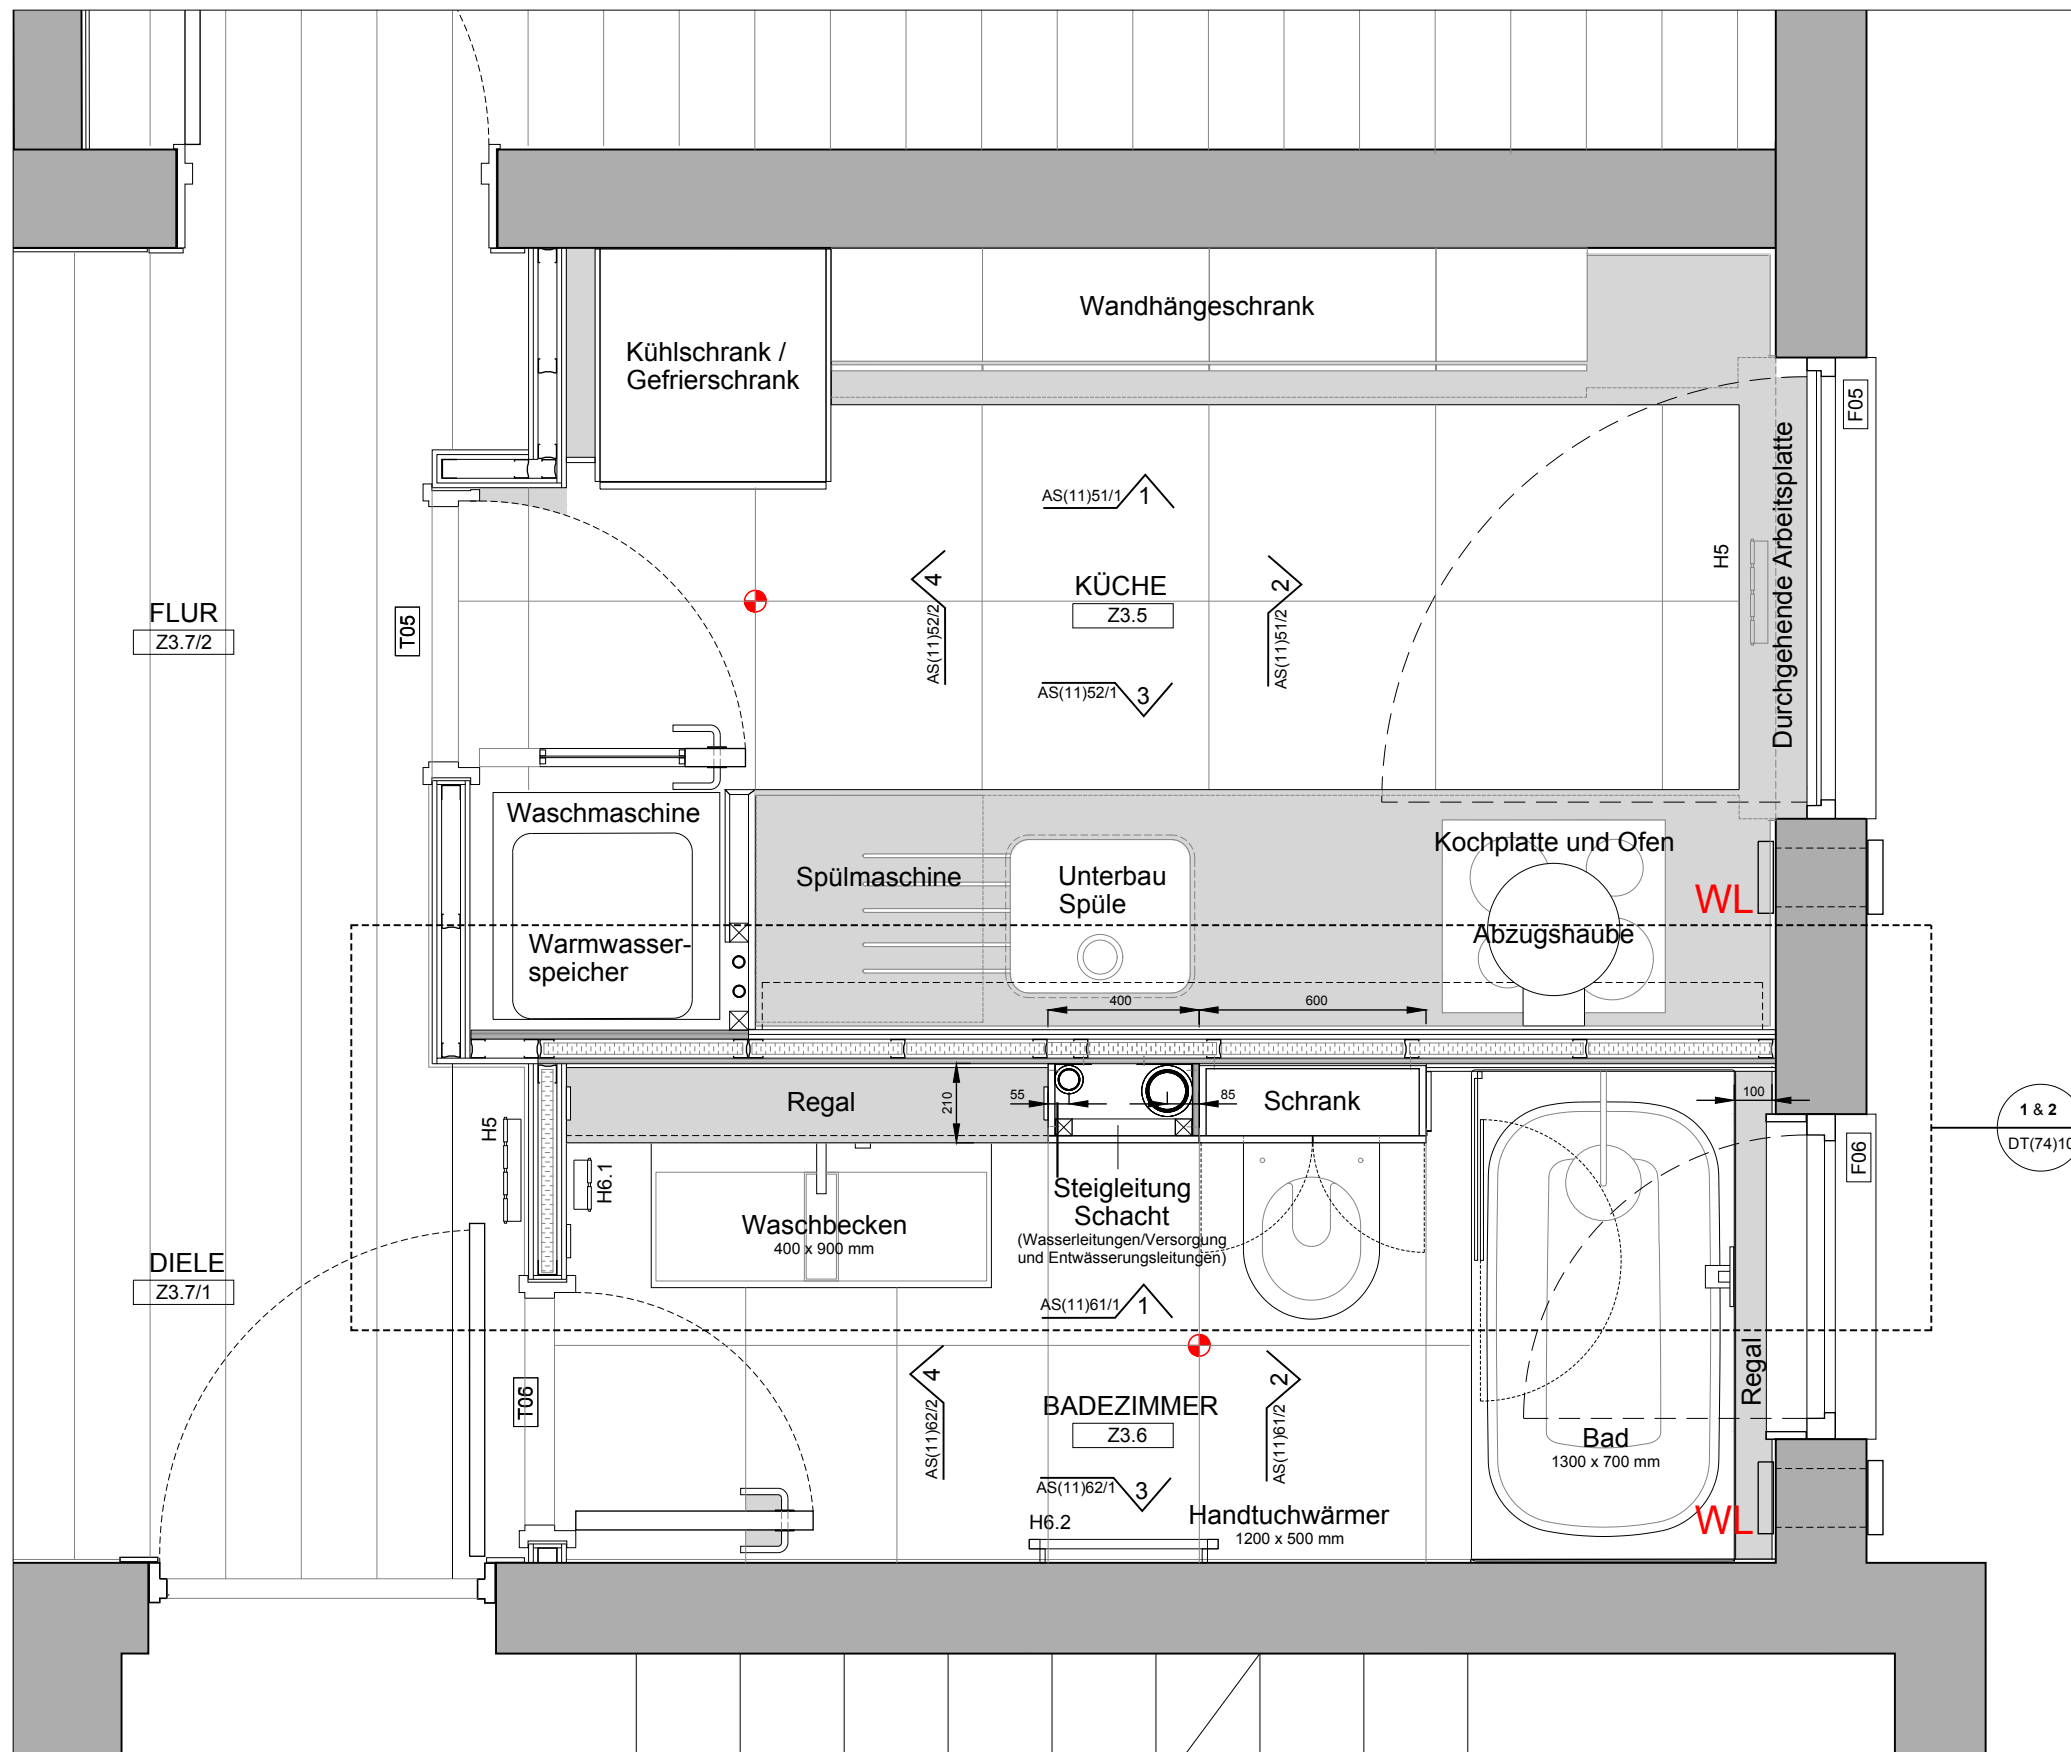 Wandhängeschrank
Kühlschrank /
Gefrierschrank
F05
Durchgehende Arbeitsplatte
H5
AS(11)51/1
1
4
AS(11)52/2
KÜCHE
Z3.5
2
AS(11)51/2
AS(11)52/1
3
FLUR
Z3.7/2
T05
Waschmaschine
Warmwasser-
speicher
Spülmaschine
Unterbau
Spüle
Kochplatte und Ofen
Abzugshaube
WL
400
600
Regal
210
55
85
Schrank
100
1 & 2
DT(74)10
F06
H5
H6.1
Waschbecken
400 x 900 mm
Steigleitung
Schacht
(Wasserleitungen/Versorgung
und Entwässerungsleitungen)
DIELE
Z3.7/1
AS(11)61/1
1
T06
4
AS(11)62/2
BADEZIMMER
Z3.6
2
AS(11)61/2
AS(11)62/1
3
Regal
Bad
1300 x 700 mm
H6.2
Handtuchwärmer
1200 x 500 mm
WL